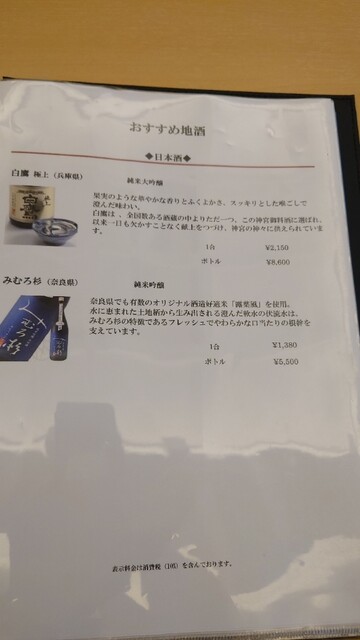 おすすめ地酒
◆日本酒◆
白鷹 極上（兵庫県）
純米大吟醸
果実のような華やかな香りとふくよかさ、スッキリとした喉ごしで
澄んだ味わい。
白鷹は、全国数ある酒蔵の中よりただ一つ、この神宮御料酒に選ばれ、
以来一日も欠かすことなく献上をつづけ、神宮の神々に供えられていま
す。
1合 ¥2,150
ボトル ¥8,600
みむろ杉（奈良県）
純米吟醸
奈良県でも有数のオリジナル酒造好適米「露葉風」を使用。
水に恵まれた土地柄から生み出される澄んだ軟水の伏流水は、
みむろ杉の特徴であるフレッシュでやわらかな口当たりの根幹を
支えています。
1合 ¥1,380
ボトル ¥5,500
みむろ杉
表示料金は消費税（10%）を含んでおります。